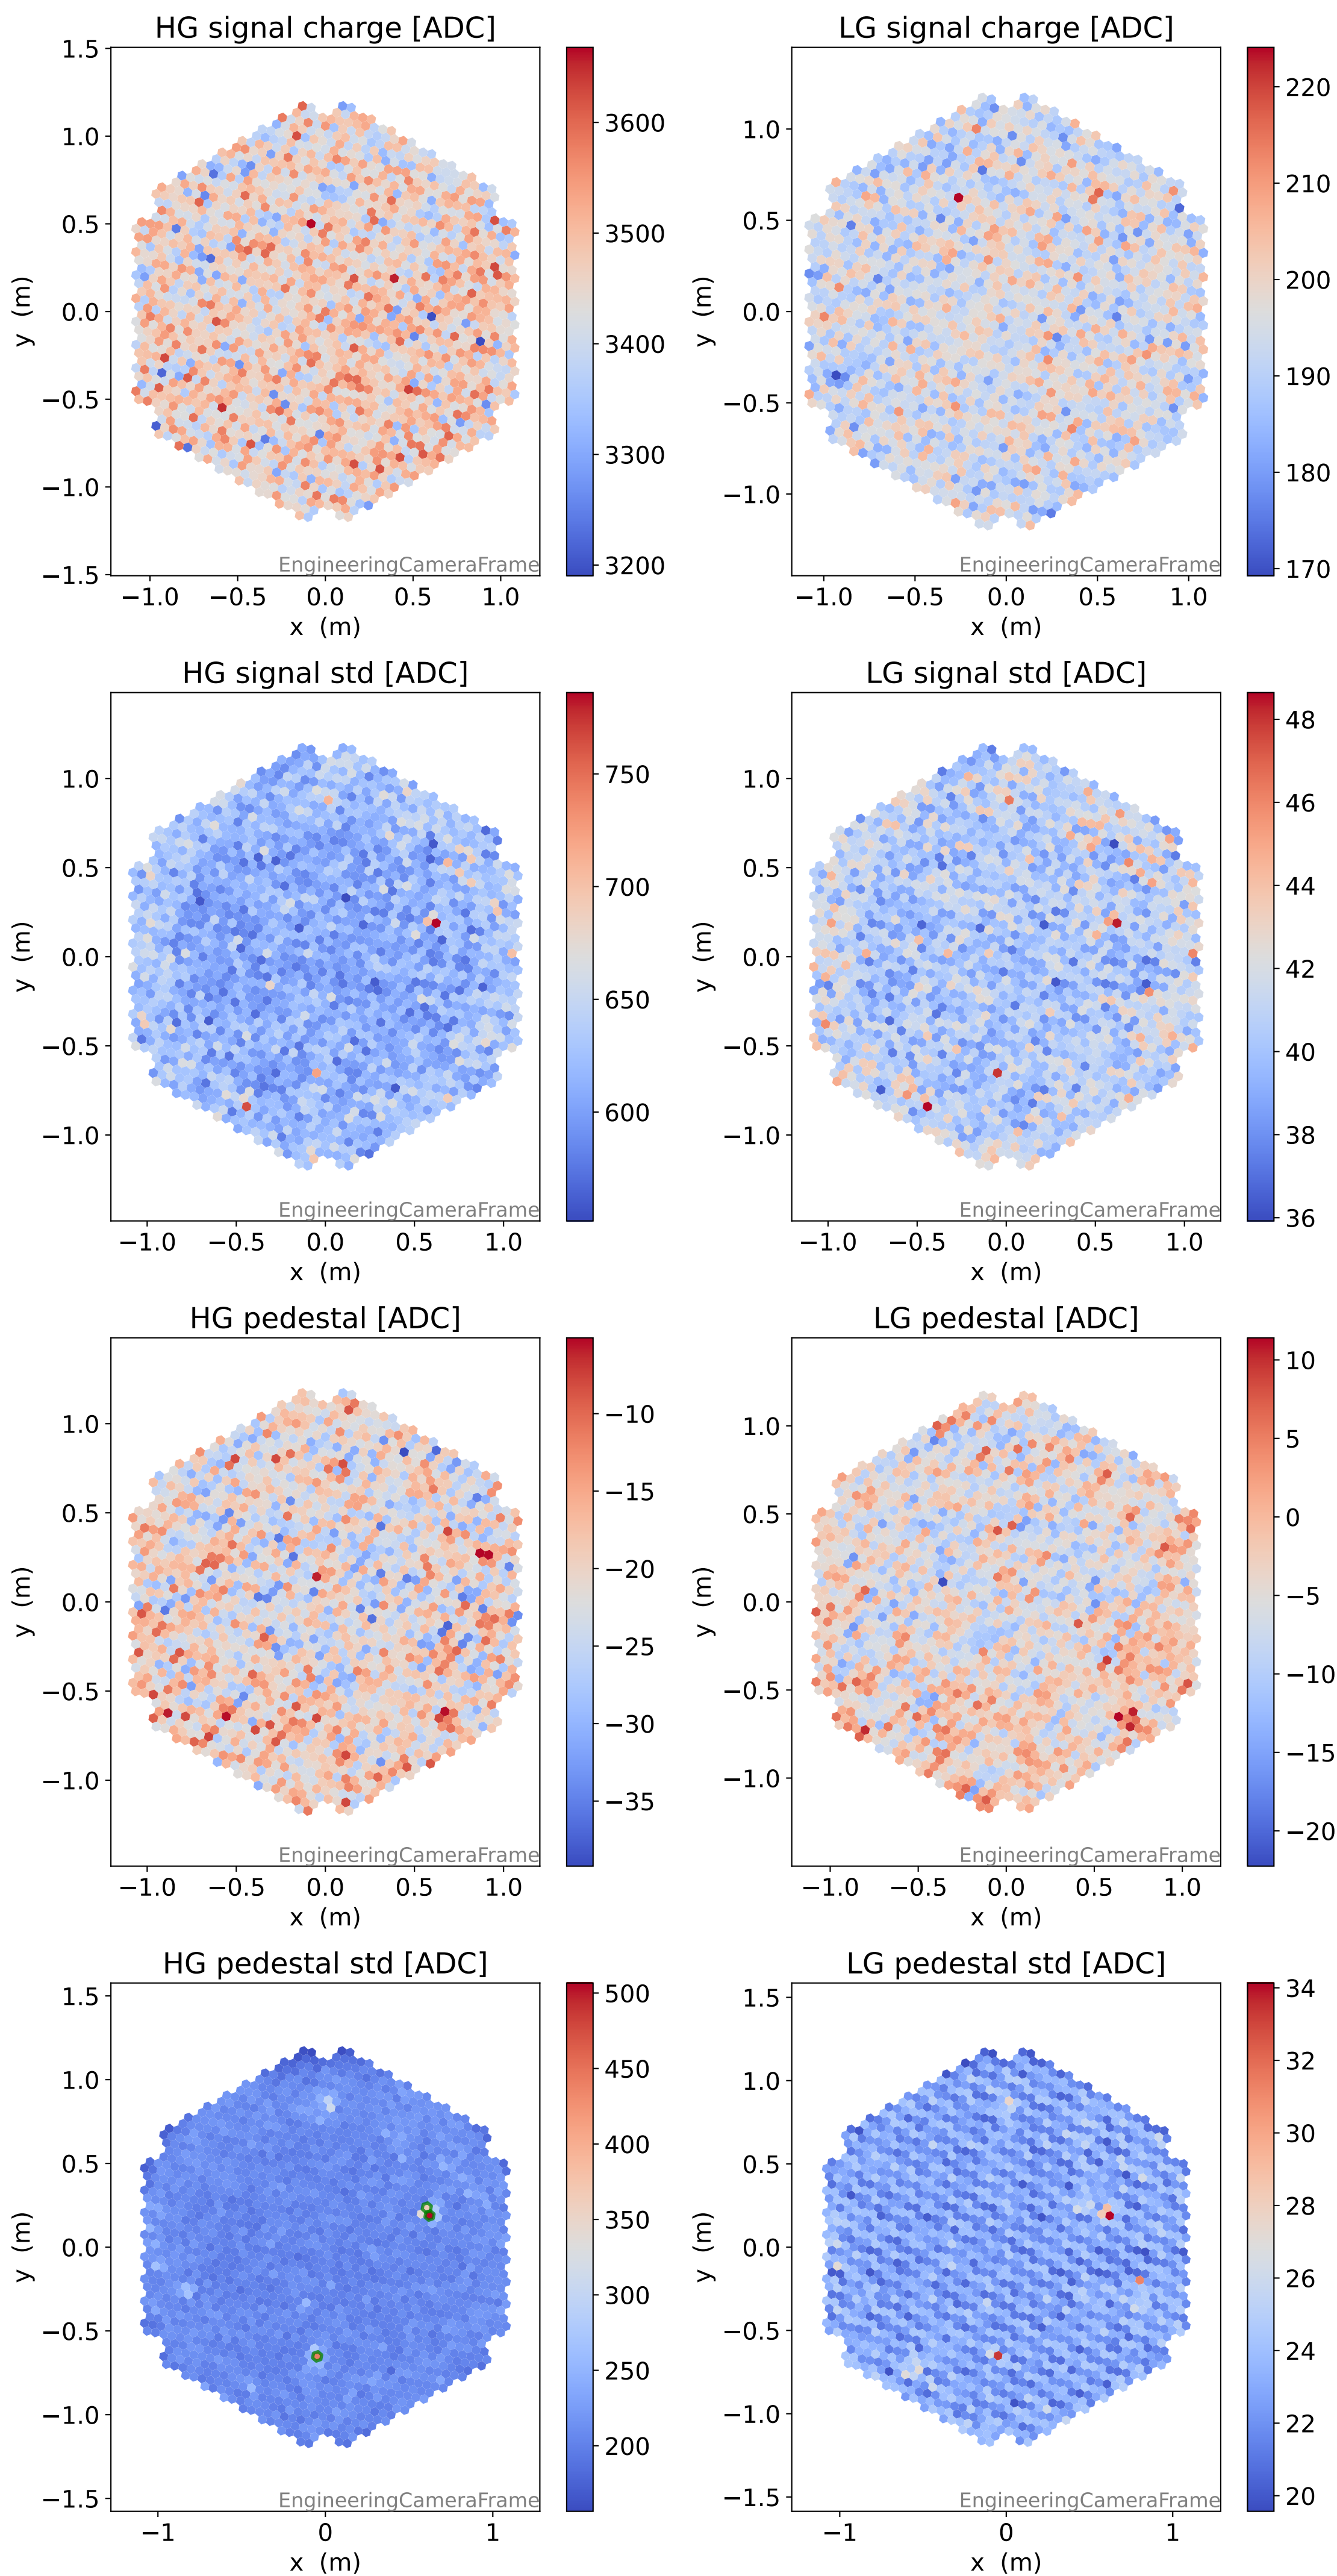 HG signal charge [ADC]
LG signal charge [ADC]
1.5
1.0
0.5
0.0
−0.5
−1.0
−1.5
y (m)
−1.0 −0.5 0.0 0.5 1.0
x (m)
EngineeringCameraFrame
3600
3500
3400
3300
3200
1.0
0.5
0.0
−0.5
−1.0
y (m)
−1.0 −0.5 0.0 0.5 1.0
x (m)
EngineeringCameraFrame
220
210
200
190
180
170
HG signal std [ADC]
LG signal std [ADC]
1.0
0.5
0.0
−0.5
−1.0
y (m)
−1.0 −0.5 0.0 0.5 1.0
x (m)
EngineeringCameraFrame
750
700
650
600
1.0
0.5
0.0
−0.5
−1.0
y (m)
−1.0 −0.5 0.0 0.5 1.0
x (m)
EngineeringCameraFrame
48
46
44
42
40
38
36
HG pedestal [ADC]
LG pedestal [ADC]
1.0
0.5
0.0
−0.5
−1.0
y (m)
−1.0 −0.5 0.0 0.5 1.0
x (m)
EngineeringCameraFrame
−10
−15
−20
−25
−30
−35
1.0
0.5
0.0
−0.5
−1.0
y (m)
−1.0 −0.5 0.0 0.5 1.0
x (m)
EngineeringCameraFrame
10
5
0
−5
−10
−15
−20
HG pedestal std [ADC]
LG pedestal std [ADC]
1.5
1.0
0.5
0.0
−0.5
−1.0
−1.5
y (m)
−1 0 1
x (m)
EngineeringCameraFrame
500
450
400
350
300
250
200
1.5
1.0
0.5
0.0
−0.5
−1.0
−1.5
y (m)
−1 0 1
x (m)
EngineeringCameraFrame
34
32
30
28
26
24
22
20